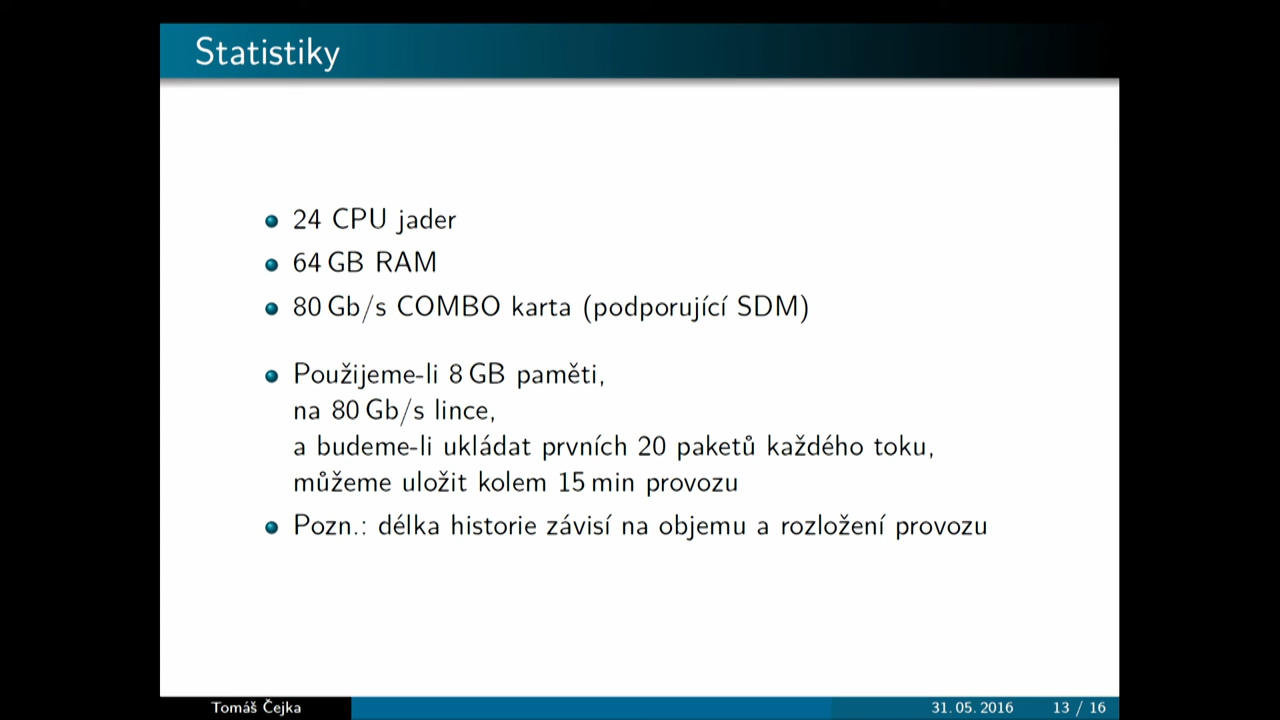 Statistiky
24 CPU jader
64 GB RAM
80 Gb/s COMBO karta (podporující SDM)
Použijeme-li 8 GB paměti,
na 80 Gb/s lince,
a budeme-li ukládat prvních 20 paketů každého toku,
můžeme uložit kolem 15 min provozu
Pozn.: délka historie závisí na objemu a rozložení provozu
Tomáš Čejka 31. 05. 2016 13 / 16